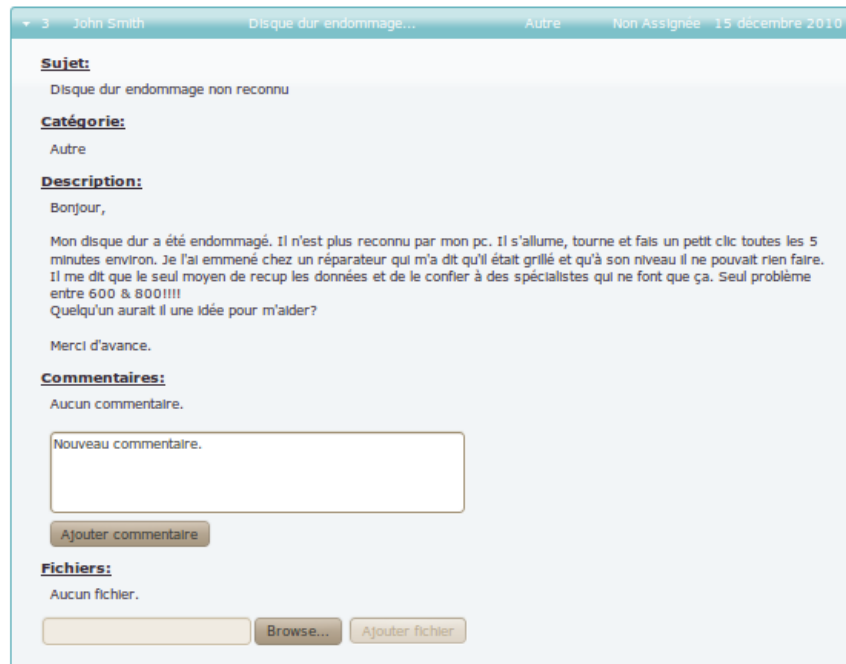 3 John Smith Disque dur endommage... Autre Non Assignée 15 décembre 2010
Sujet:
Disque dur endommage non reconnu
Catégorie:
Autre
Description:
Bonjour,
Mon disque dur a été endommagé. Il n'est plus reconnu par mon pc. Il s'allume, tourne et fais un petit clic toutes les 5
minutes environ. Je l'ai emmené chez un réparateur qui m'a dit qu'il était grillé et qu'à son niveau il ne pouvait rien faire.
Il me dit que le seul moyen de recup les données et de le confier à des spécialistes qui ne font que ça. Seul problème
entre 600 & 800!!!!
Quelqu'un aurait il une idée pour m'aider?
Merci d'avance.
Commentaires:
Aucun commentaire.
Nouveau commentaire.
Ajouter commentaire
Fichiers:
Aucun fichier.
Browse... Ajouter fichier